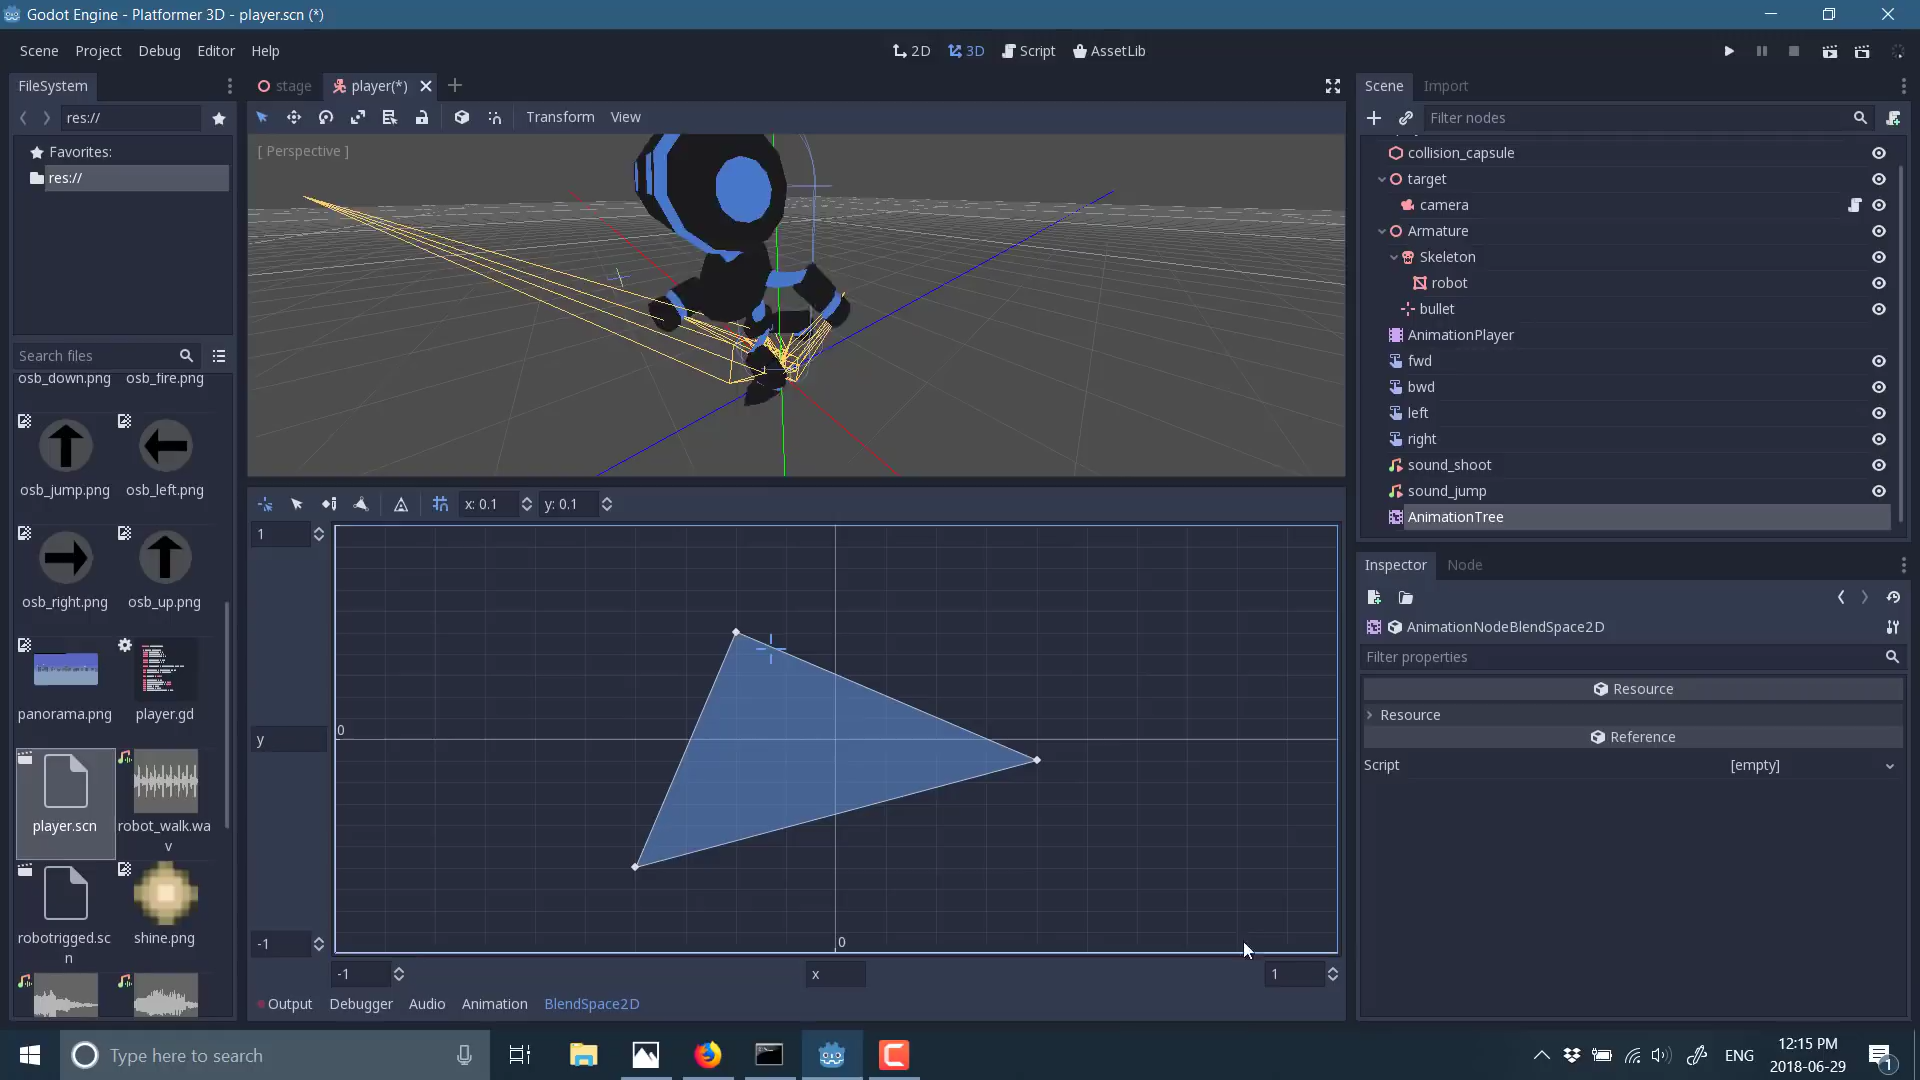 Godot Engine - Platformer 3D - player.scn (*)
Scene Project Debug Editor Help
2D 3D Script AssetLib
FileSystem
res://
Favorites:
res://
Search files
osb_down.png osb_fire.png
osb_jump.png osb_left.png
osb_right.png osb_up.png
panorama.png player.gd
player.scn robot_walk.wa
v
robotrigged.sc shine.png
n
stage player(*)
Transform View
[ Perspective ]
x: 0.1 y: 0.1
1
0
y
-1
0
-1 x 1
Output Debugger Audio Animation BlendSpace2D
Scene Import
Filter nodes
collision_capsule
target
camera
Armature
Skeleton
robot
bullet
AnimationPlayer
fwd
bwd
left
right
sound_shoot
sound_jump
AnimationTree
Inspector Node
AnimationNodeBlendSpace2D
Filter properties
Resource
Resource
Reference
Script [empty]
Type here to search
ENG
12:15 PM
2018-06-29
1